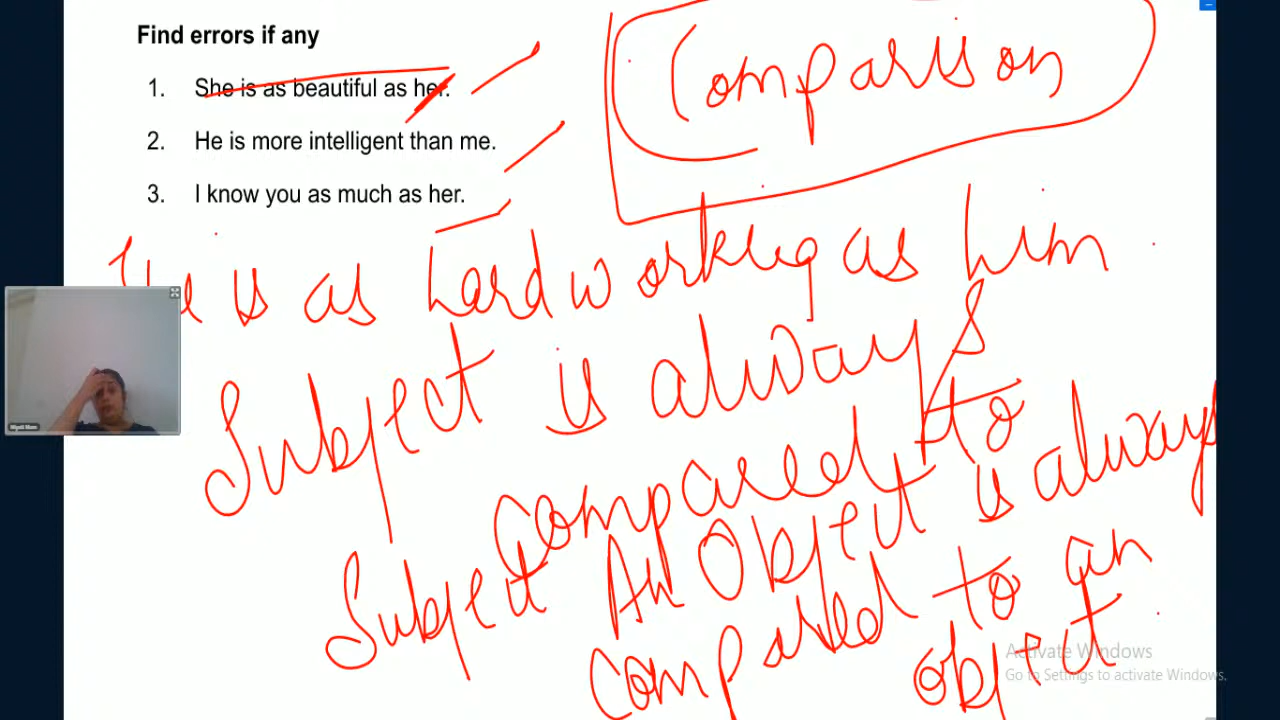 Find errors if any
1. She is as beautiful as her.
2. He is more intelligent than me.
3. I know you as much as her.
Comparison
He is as hardworking as him.
Subject is always
compared to
Subject
An Object is always
compared to an
object.
Activate Windows
Go to Settings to activate Windows.